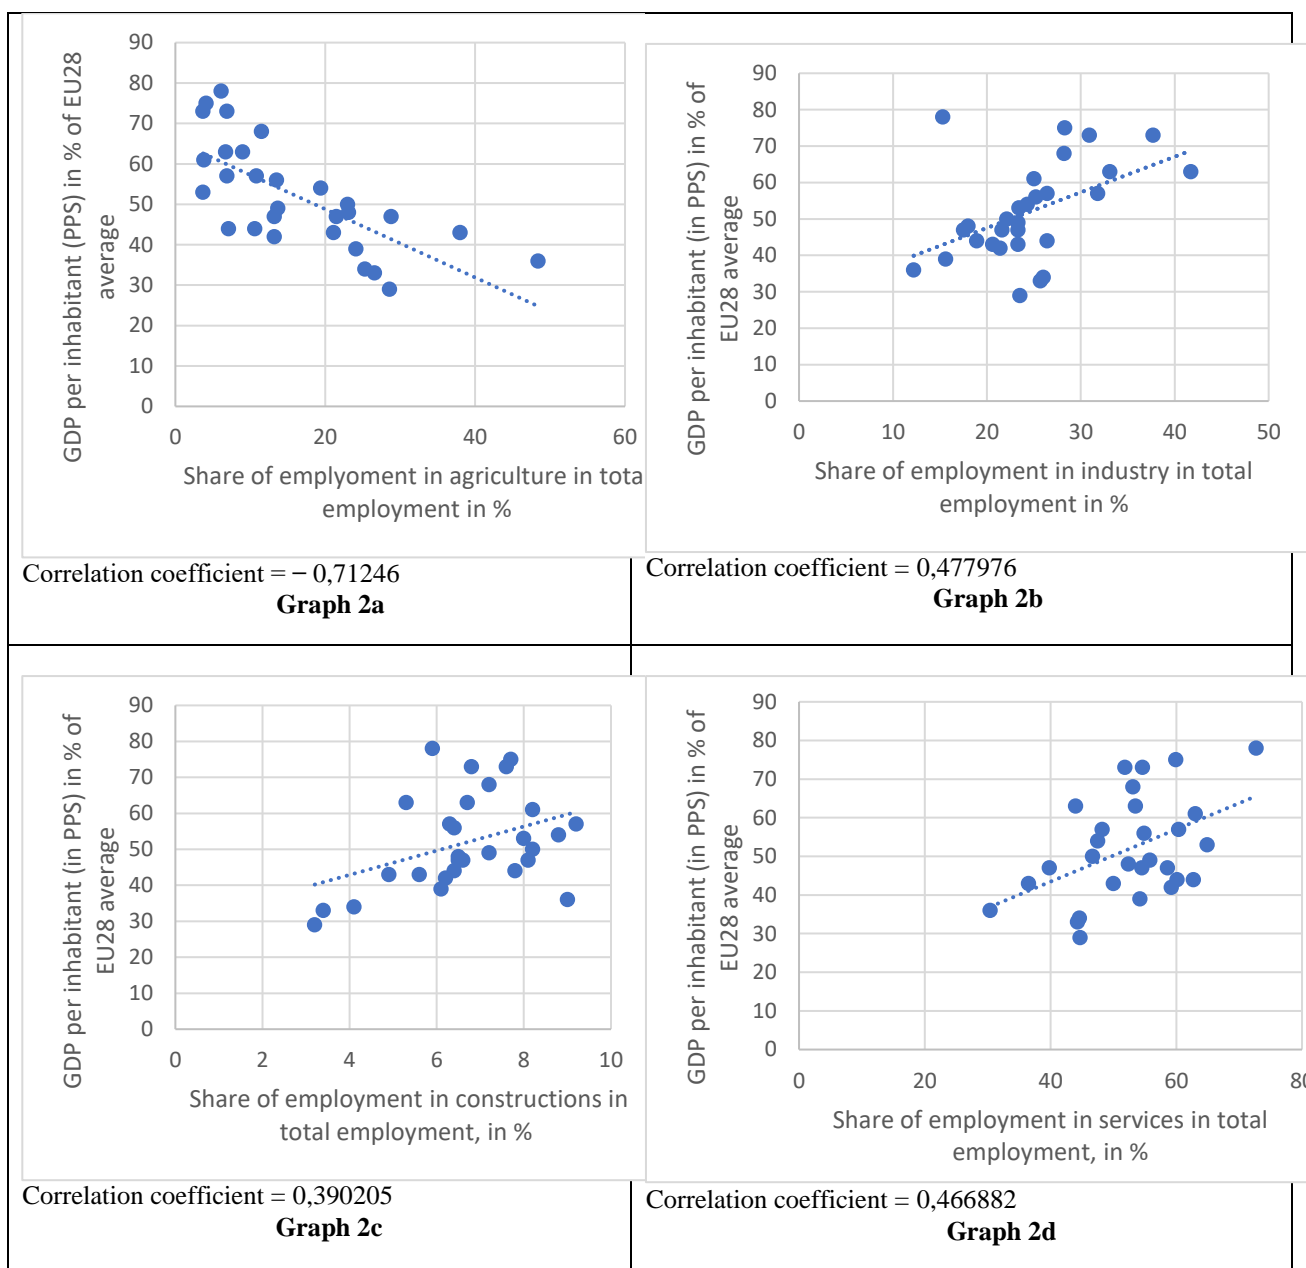 GDP per inhabitant (PPS) in % of EU28
average
90
80
70
60
50
40
30
20
10
0
0 20 40 60
Share of emplyoment in agriculture in tota
employment in %
Correlation coefficient = − 0,71246
Graph 2a
GDP per inhabitant (in PPS) in % of
EU28 average
90
80
70
60
50
40
30
20
10
0
0 10 20 30 40 50
Share of employment in industry in total
employment in %
Correlation coefficient = 0,477976
Graph 2b
GDP per inhabitant (in PPS) in % of
EU28 average
90
80
70
60
50
40
30
20
10
0
0 2 4 6 8 10
Share of employment in constructions in
total employment, in %
Correlation coefficient = 0,390205
Graph 2c
GDP per inhabitant (in PPS) in % of
EU28 average
90
80
70
60
50
40
30
20
10
0
0 20 40 60 80
Share of employment in services in total
employment, in %
Correlation coefficient = 0,466882
Graph 2d